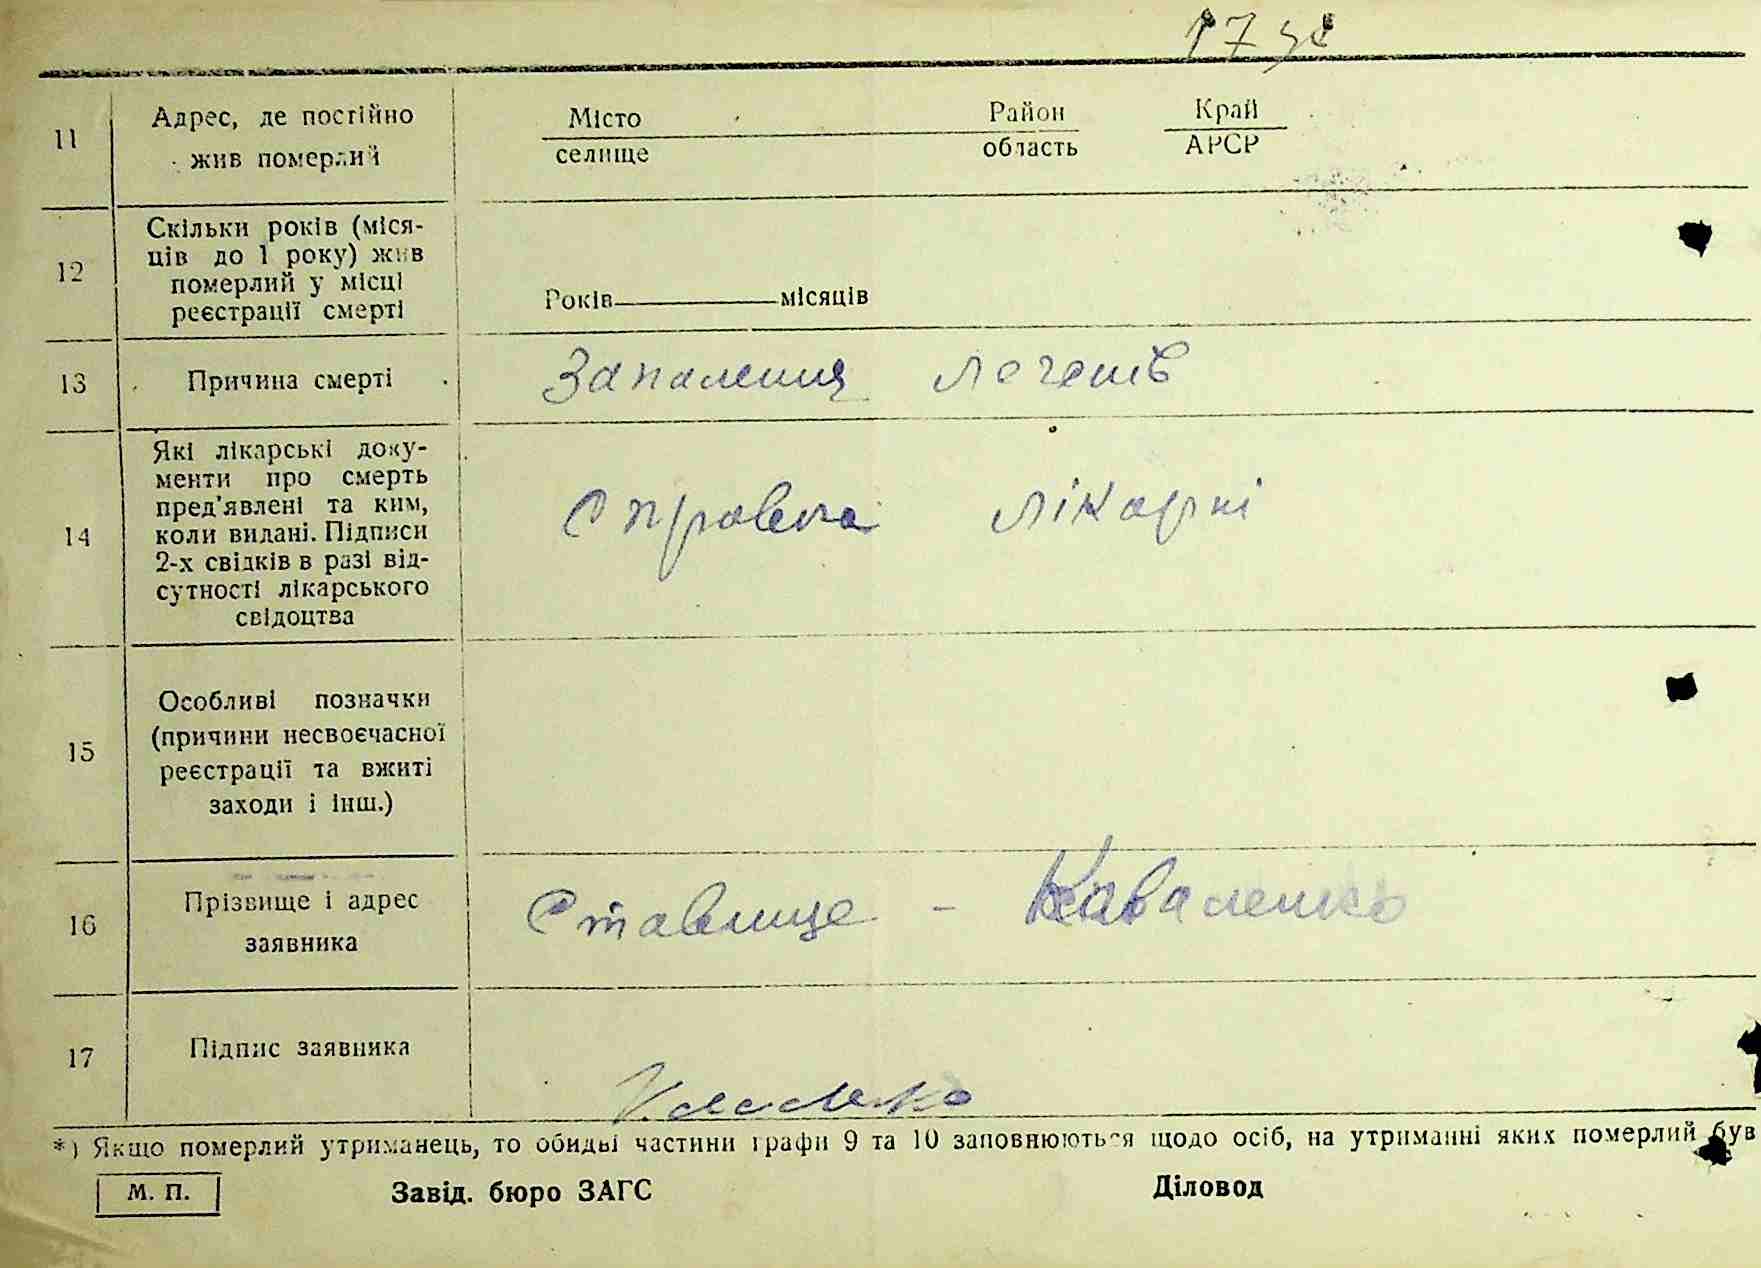 11 Адрес, де постійно жив померлий
Місто Район Край
селище область АРСР
12 Скільки років (міся-
ців до 1 року) жив
померлий у місці
реєстрації смерті
Років місяців
13 Причина смерті Запалення легенів
14 Які лікарські доку-
менти про смерть
пред'явлені та ким,
коли видані. Підписи
2-х свідків в разі від-
сутності лікарського
свідоцтва
Справка лікарні
15 Особливі позначки
(причини несвоєчасної
реєстрації та вжиті
заходи і інш.)
16 Прізвище і адрес
заявника
Ставище - Каваленко
17 Підпис заявника
*) Якщо померлий утриманець, то обидві частини графи 9 та 10 заповнюються щодо осіб, на утриманні яких померлий був
М. П. Завід. бюро ЗАГС Діловод